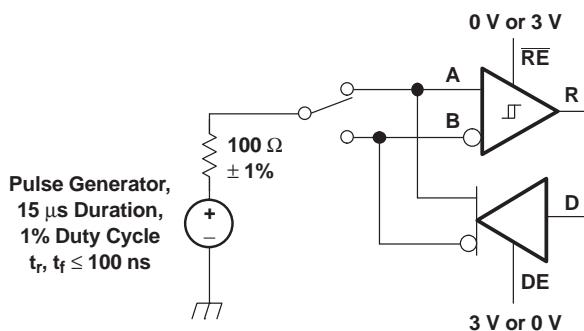 0 V or 3 V
RE
A
R
B
100 Ω
± 1%
Pulse Generator,
15 μs Duration,
1% Duty Cycle
tr, tf ≤ 100 ns
+
–
D
DE
3 V or 0 V